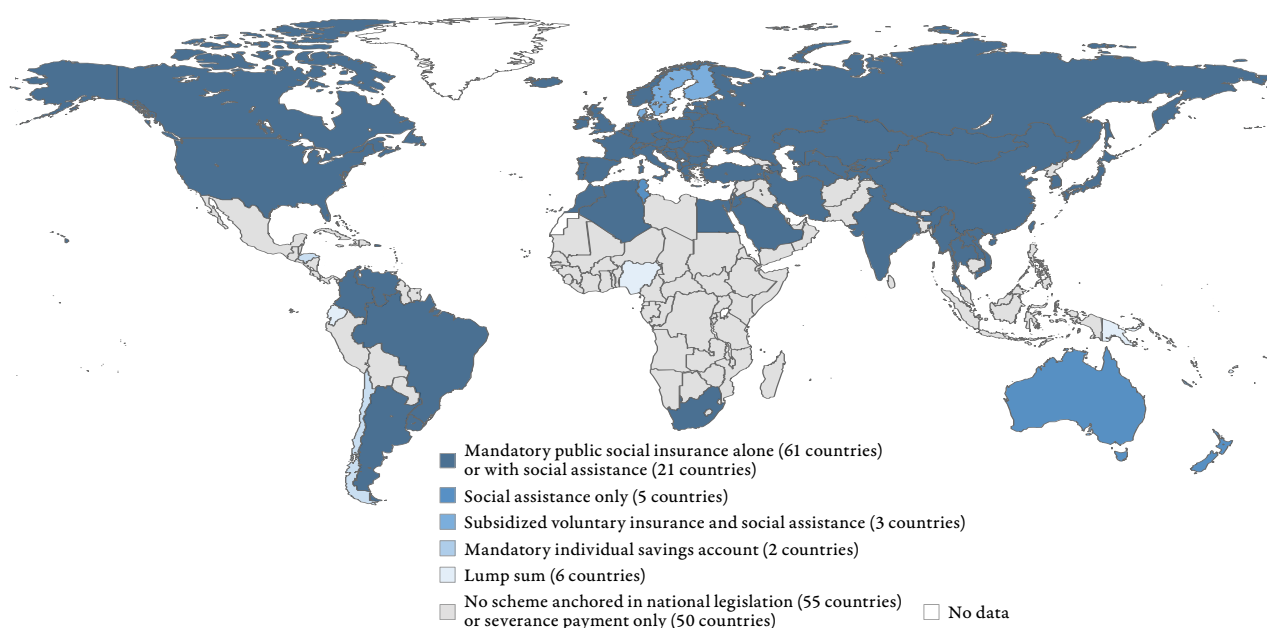 Mandatory public social insurance alone (61 countries)
or with social assistance (21 countries)
Social assistance only (5 countries)
Subsidized voluntary insurance and social assistance (3 countries)
Mandatory individual savings account (2 countries)
Lump sum (6 countries)
No scheme anchored in national legislation (55 countries)
or severance payment only (50 countries)
No data